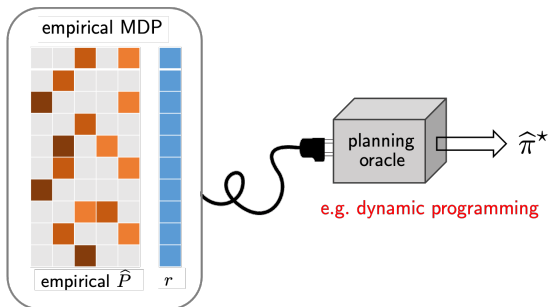 empirical MDP
planning
oracle
π̂⋆
e.g. dynamic programming
empirical P̂
r